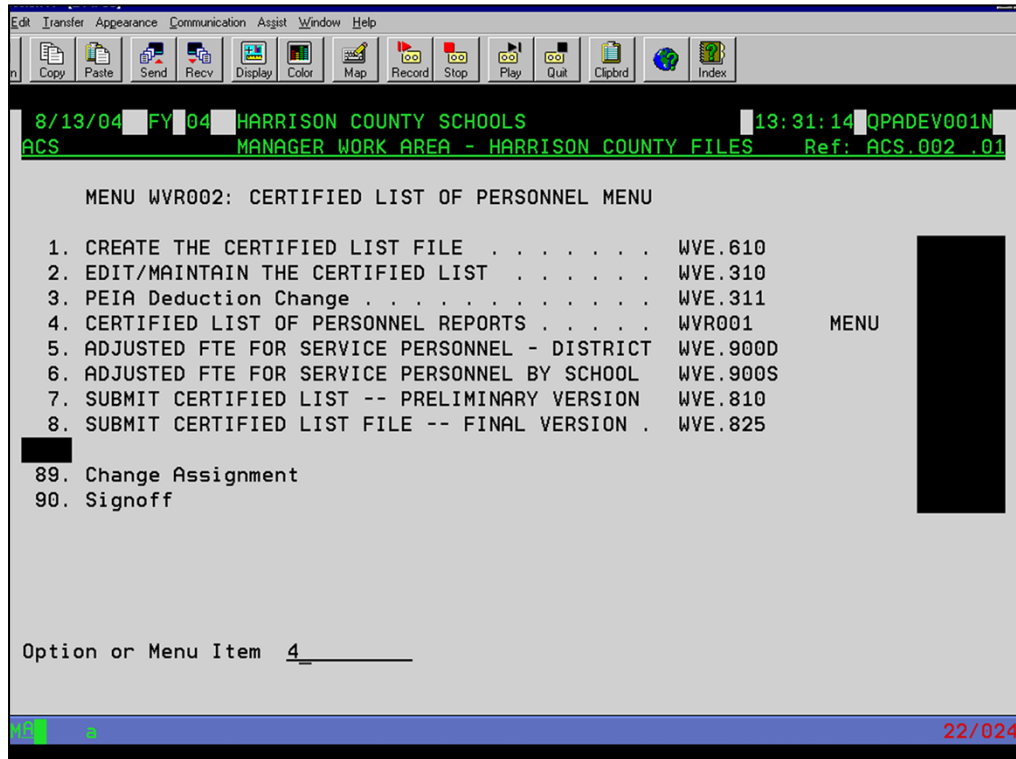 Edit Transfer Appearance Communication Assist Window Help
Copy Paste Send Recv Display Color Map Record Stop Play Quit Clipbrd Index
8/13/04 FY 04 HARRISON COUNTY SCHOOLS 13:31:14 QPADEV001N
ACS MANAGER WORK AREA - HARRISON COUNTY FILES Ref: ACS.002 .01
MENU WVR002: CERTIFIED LIST OF PERSONNEL MENU
1. CREATE THE CERTIFIED LIST FILE . . . . . . . WVE.610
2. EDIT/MAINTAIN THE CERTIFIED LIST . . . . . . WVE.310
3. PEIA Deduction Change . . . . . . . . . . . . WVE.311
4. CERTIFIED LIST OF PERSONNEL REPORTS . . . . . WVR001 MENU
5. ADJUSTED FTE FOR SERVICE PERSONNEL - DISTRICT WVE.900D
6. ADJUSTED FTE FOR SERVICE PERSONNEL BY SCHOOL WVE.900S
7. SUBMIT CERTIFIED LIST -- PRELIMINARY VERSION WVE.810
8. SUBMIT CERTIFIED LIST FILE -- FINAL VERSION . WVE.825
89. Change Assignment
90. Signoff
Option or Menu Item 4_
MA a 22/024